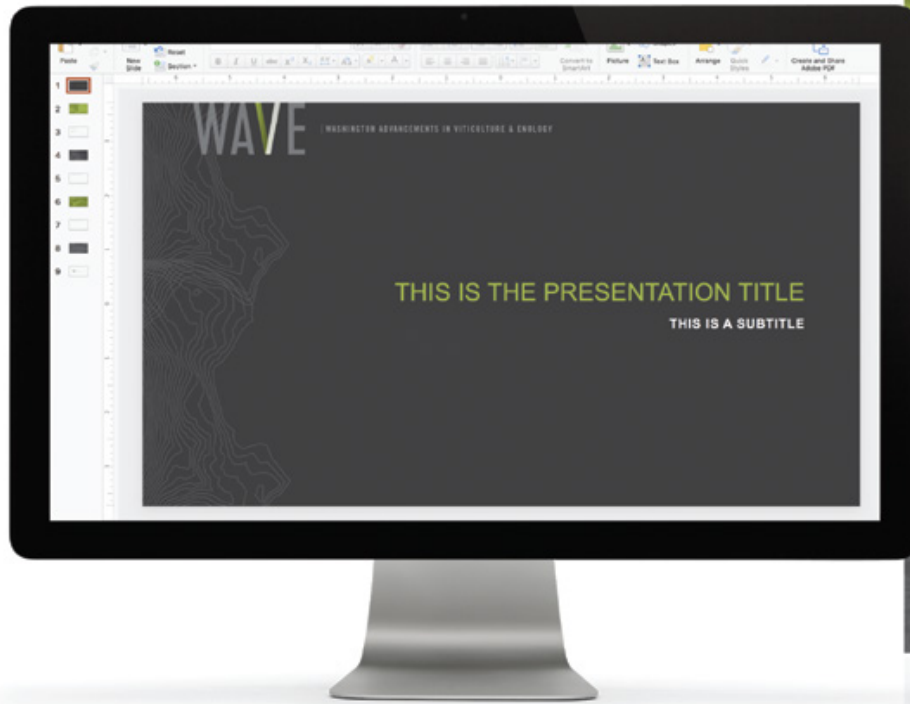 Reset
Paste
New
Slide
Section
Convert to
SmartArt
Picture
Text Box
Arrange
Quick
Styles
Create and Share
Adobe PDF
1
2
3
4
5
6
7
8
9
WAVE
WASHINGTON ADVANCEMENTS IN VITICULTURE & ENOLOGY
THIS IS THE PRESENTATION TITLE
THIS IS A SUBTITLE